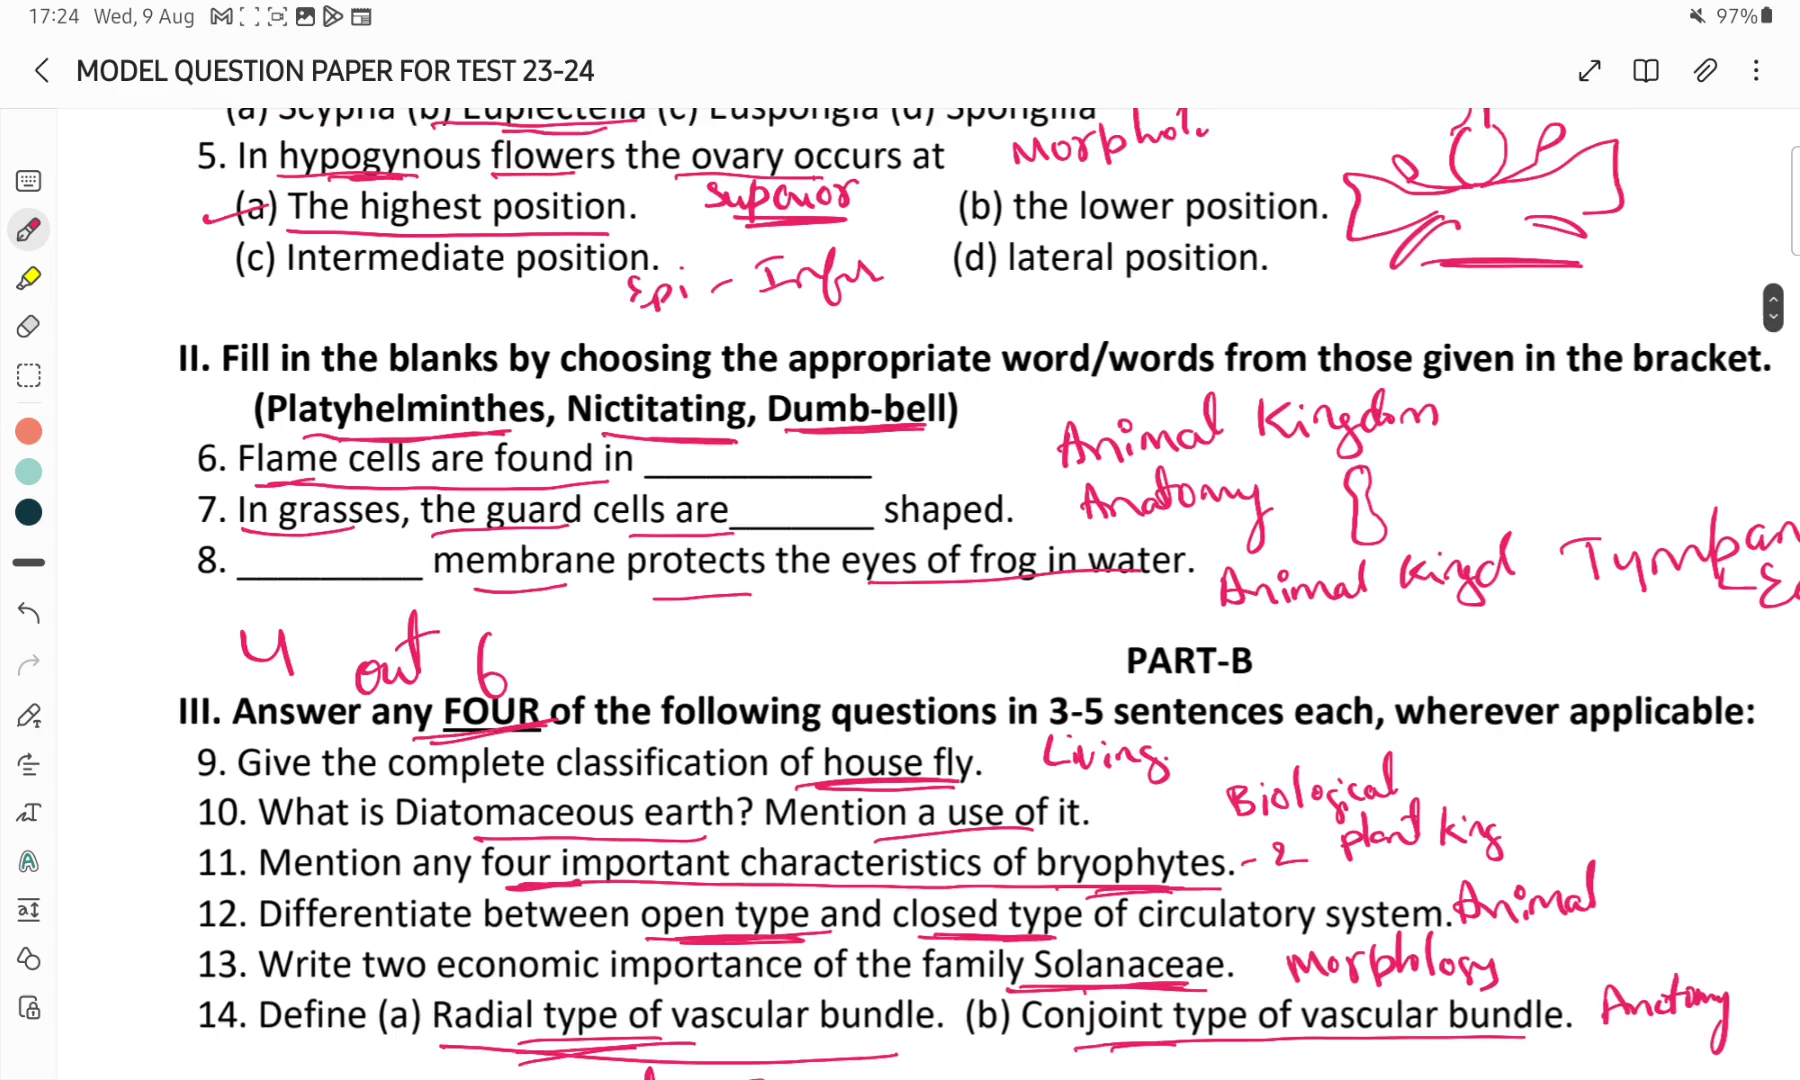 17:24 Wed, 9 Aug
97%
MODEL QUESTION PAPER FOR TEST 23-24
(a) Scypha (b) Euplectella (c) Euspongia (d) Spongilla
5. In hypogynous flowers the ovary occurs at
Morphol.
(a) The highest position. (b) the lower position.
(c) Intermediate position. (d) lateral position.
Epi -
II. Fill in the blanks by choosing the appropriate word/words from those given in the bracket.
(Platyhelminthes, Nictitating, Dumb-bell)
Animal Kingdom
6. Flame cells are found in ____________
7. In grasses, the guard cells are________ shaped. Anatomy
8. __________ membrane protects the eyes of frog in water. Animal Tympan
4 out 6
PART-B
III. Answer any FOUR of the following questions in 3-5 sentences each, wherever applicable:
9. Give the complete classification of house fly. Living
10. What is Diatomaceous earth? Mention a use of it. Biological
11. Mention any four important characteristics of bryophytes. - 2 plant King
12. Differentiate between open type and closed type of circulatory system. Animal
13. Write two economic importance of the family Solanaceae. Morphology
14. Define (a) Radial type of vascular bundle. (b) Conjoint type of vascular bundle. Anatomy